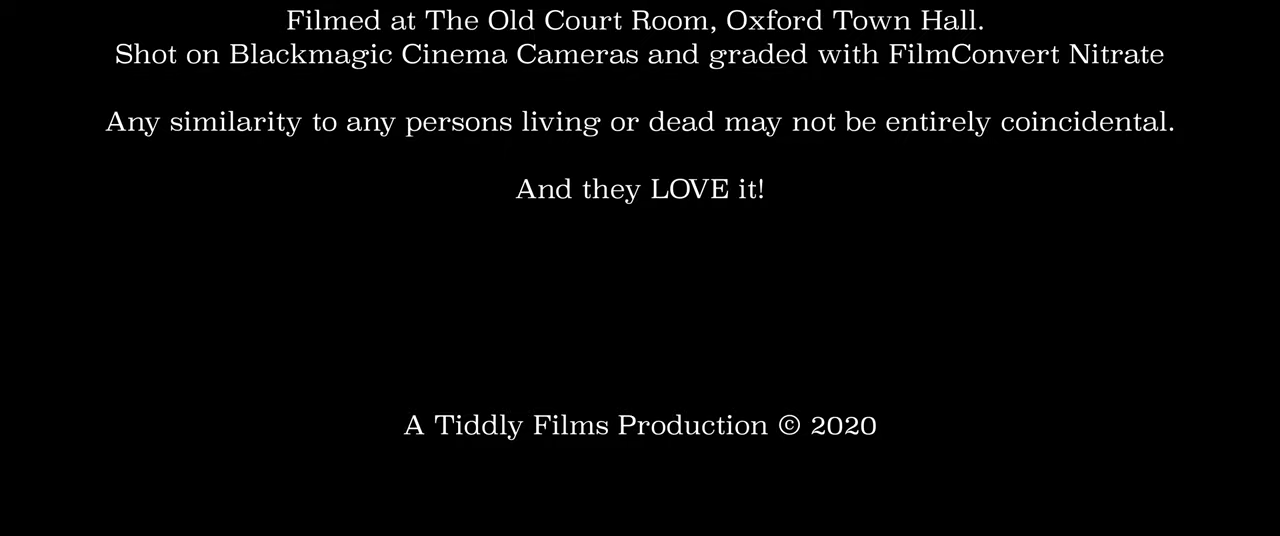 Filmed at The Old Court Room, Oxford Town Hall.
Shot on Blackmagic Cinema Cameras and graded with FilmConvert Nitrate
Any similarity to any persons living or dead may not be entirely coincidental.
And they LOVE it!
A Tiddly Films Production © 2020